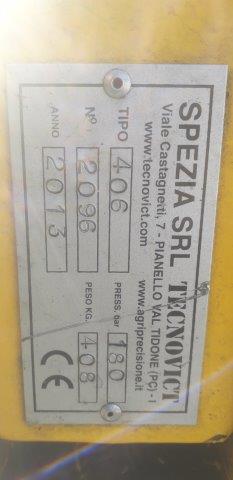 SPEZIA SRL TECNOVICT
Viale Castagnetti, 7 - PIANELLO VAL TIDONE (PC) - I
www.tecnovict.com www.agriprecisione.it
TIPO 406 PRESS. bar 180
N° 2096 PESO KG. 408
ANNO 2013 CE